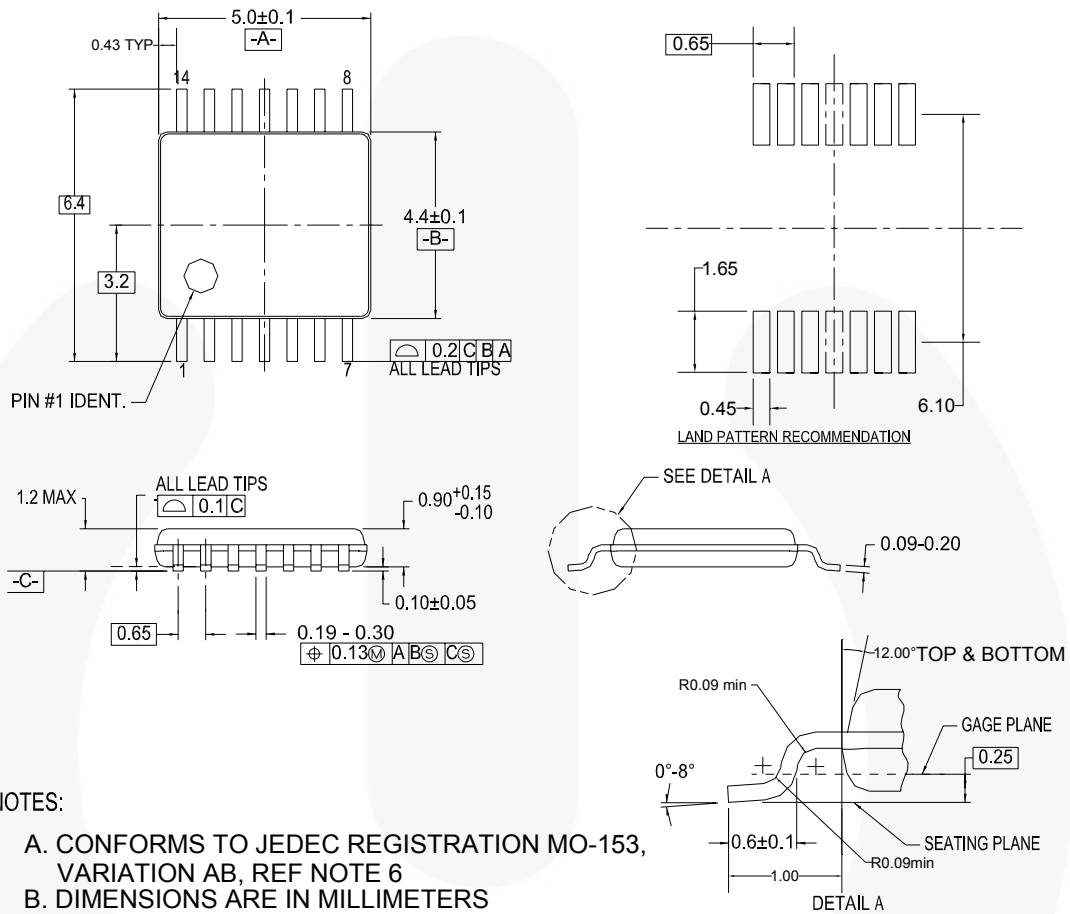 5.0±0.1
-A-
0.43 TYP
14
8
6.4
3.2
4.4±0.1
-B-
1
7
0.2 C B A
ALL LEAD TIPS
PIN #1 IDENT.
0.65
1.65
0.45
6.10
LAND PATTERN RECOMMENDATION
ALL LEAD TIPS
0.1 C
1.2 MAX
0.90 +0.15
-0.10
-C-
0.10±0.05
0.65
0.19 - 0.30
⌖ 0.13Ⓜ A BⓈ CⓈ
SEE DETAIL A
0.09-0.20
12.00° TOP & BOTTOM
R0.09 min
GAGE PLANE
0.25
0°-8°
SEATING PLANE
0.6±0.1
R0.09min
1.00
DETAIL A
NOTES:
A. CONFORMS TO JEDEC REGISTRATION MO-153,
VARIATION AB, REF NOTE 6
B. DIMENSIONS ARE IN MILLIMETERS